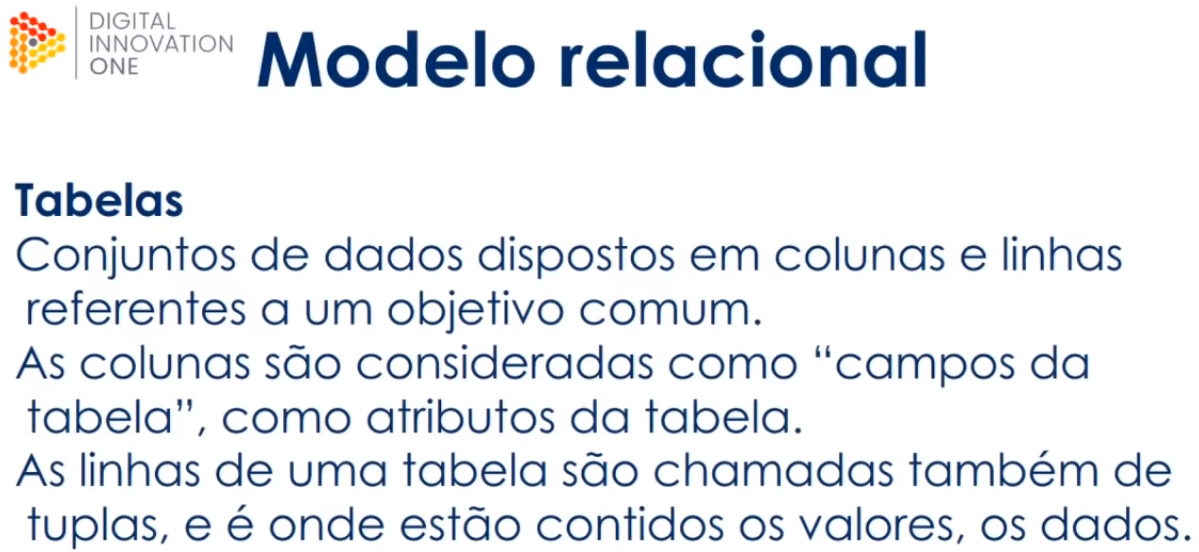 DIGITAL
INNOVATION
ONE
Modelo relacional
Tabelas
Conjuntos de dados dispostos em colunas e linhas
referentes a um objetivo comum.
As colunas são consideradas como “campos da
tabela”, como atributos da tabela.
As linhas de uma tabela são chamadas também de
tuplas, e é onde estão contidos os valores, os dados.